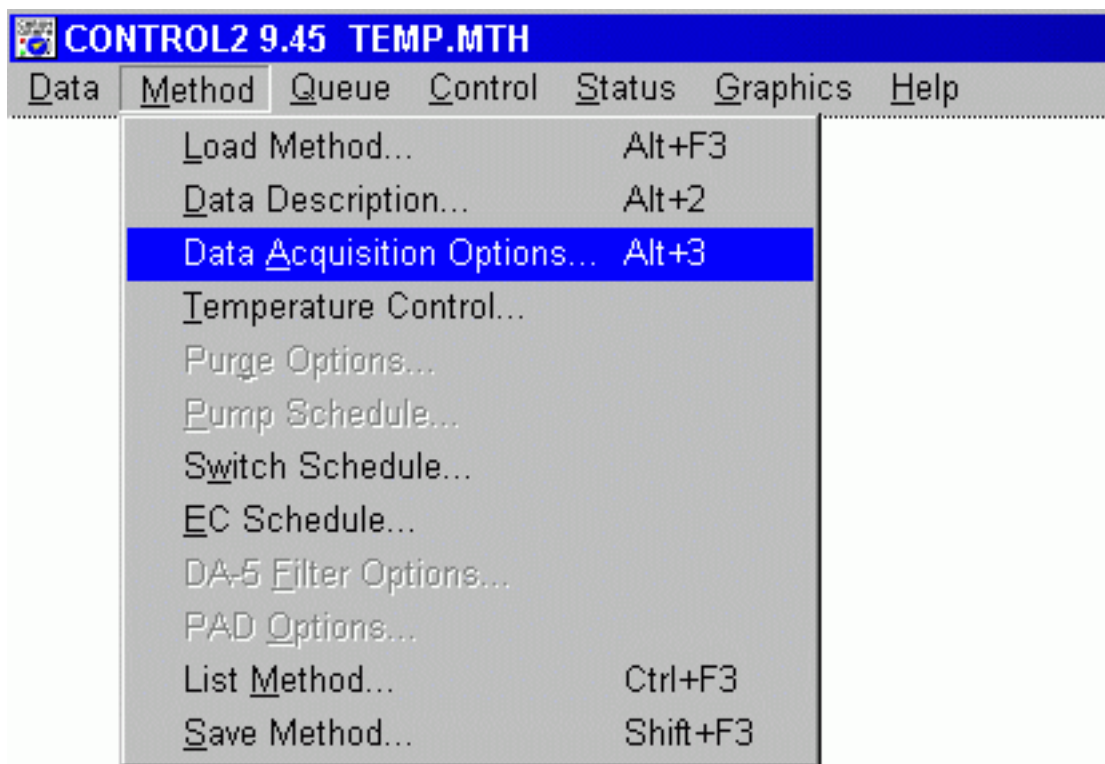 CONTROL2 9.45 TEMP.MTH
Data Method Queue Control Status Graphics Help
Load Method... Alt+F3
Data Description... Alt+2
Data Acquisition Options... Alt+3
Temperature Control...
Purge Options...
Pump Schedule...
Switch Schedule...
EC Schedule...
DA-5 Filter Options...
PAD Options...
List Method... Ctrl+F3
Save Method... Shift+F3